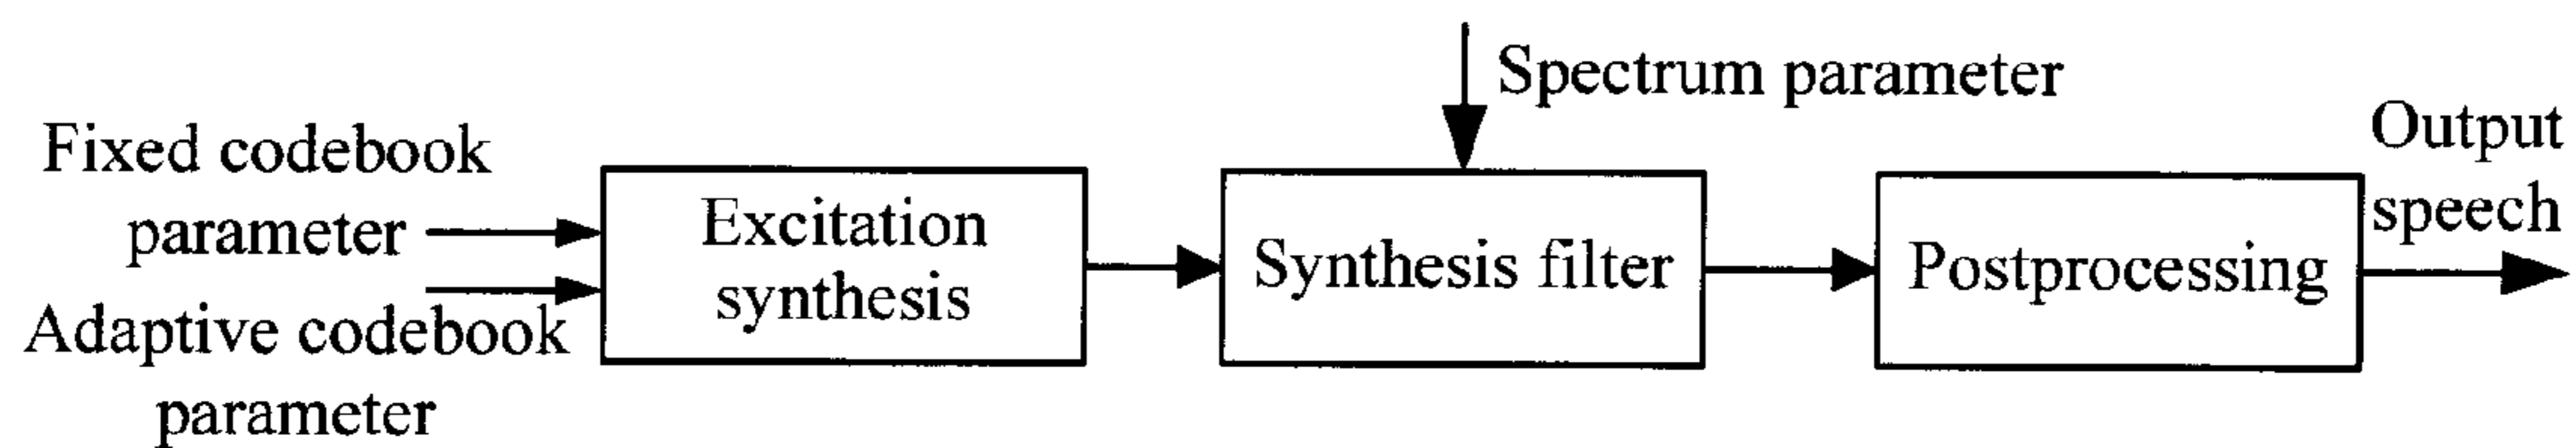 Fixed codebook
parameter
Adaptive codebook
parameter
Excitation
synthesis
Spectrum parameter
Synthesis filter
Postprocessing
Output
speech